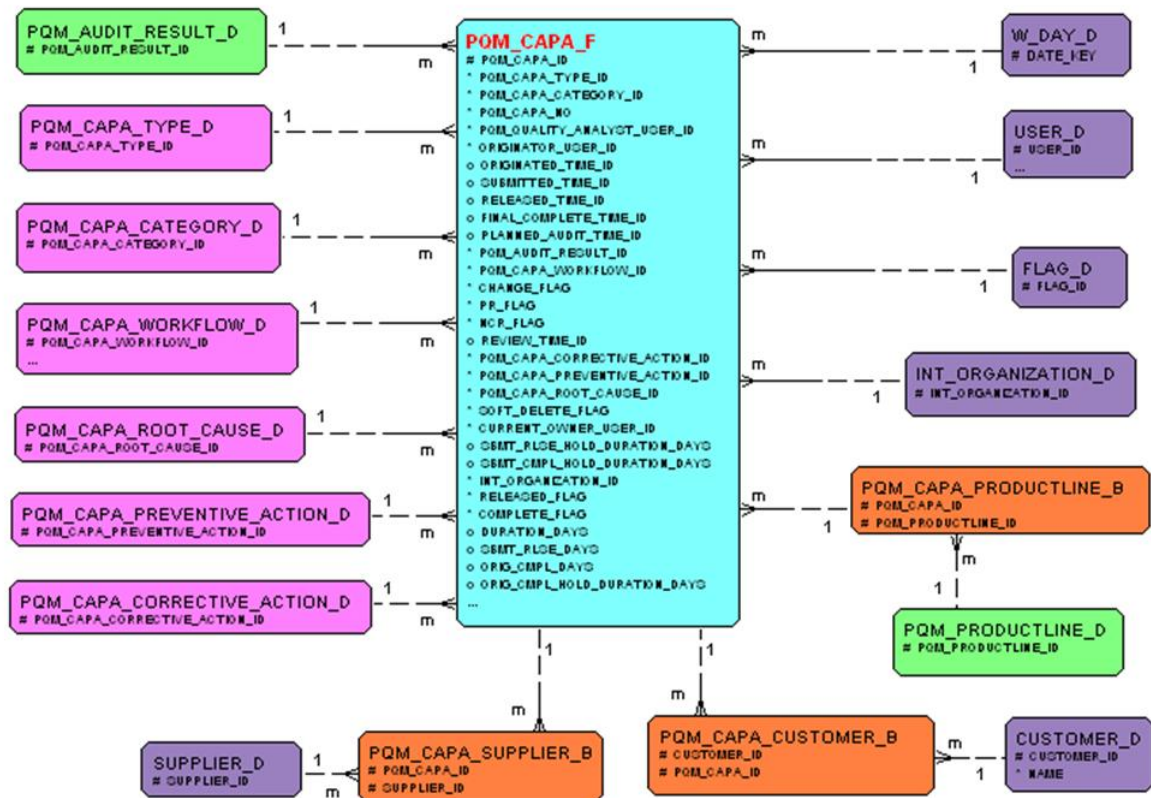 PQM_AUDIT_RESULT_D
# PQM_AUDIT_RESULT_ID
1
m
PQM_CAPA_TYPE_D
# PQM_CAPA_TYPE_ID
1
m
PQM_CAPA_CATEGORY_D
# PQM_CAPA_CATEGORY_ID
1
m
PQM_CAPA_WORKFLOW_D
# PQM_CAPA_WORKFLOW_ID
...
1
m
PQM_CAPA_ROOT_CAUSE_D
# PQM_CAPA_ROOT_CAUSE_ID
1
m
PQM_CAPA_PREVENTIVE_ACTION_D
# PQM_CAPA_PREVENTIVE_ACTION_ID
1
m
PQM_CAPA_CORRECTIVE_ACTION_D
# PQM_CAPA_CORRECTIVE_ACTION_ID
1
m
PQM_CAPA_F
# PQM_CAPA_ID
* PQM_CAPA_TYPE_ID
* PQM_CAPA_CATEGORY_ID
* PQM_CAPA_NO
* PQM_QUALITY_ANALYST_USER_ID
* ORIGINATOR_USER_ID
o ORIGINATED_TIME_ID
o SUBMITTED_TIME_ID
o RELEASED_TIME_ID
o FINAL_COMPLETE_TIME_ID
o PLANNED_AUDIT_TIME_ID
* PQM_AUDIT_RESULT_ID
* PQM_CAPA_WORKFLOW_ID
* CHANGE_FLAG
* PR_FLAG
* NCR_FLAG
o REVIEW_TIME_ID
* PQM_CAPA_CORRECTIVE_ACTION_ID
* PQM_CAPA_PREVENTIVE_ACTION_ID
* PQM_CAPA_ROOT_CAUSE_ID
* SOFT_DELETE_FLAG
* CURRENT_OWNER_USER_ID
o SBMT_RLSE_HOLD_DURATION_DAYS
o SBMT_CMPL_HOLD_DURATION_DAYS
* INT_ORGANIZATION_ID
* RELEASED_FLAG
* COMPLETE_FLAG
o DURATION_DAYS
o SBMT_RLSE_DAYS
o ORIG_CMPL_DAYS
o ORIG_CMPL_HOLD_DURATION_DAYS
...
m
1
W_DAY_D
# DATE_KEY
m
1
USER_D
# USER_ID
...
m
1
FLAG_D
# FLAG_ID
m
1
INT_ORGANIZATION_D
# INT_ORGANIZATION_ID
m
1
PQM_CAPA_PRODUCTLINE_B
# PQM_CAPA_ID
# PQM_PRODUCTLINE_ID
m
1
PQM_PRODUCTLINE_D
# PQM_PRODUCTLINE_ID
1
m
1
m
SUPPLIER_D
# SUPPLIER_ID
1
m
PQM_CAPA_SUPPLIER_B
# PQM_CAPA_ID
# SUPPLIER_ID
PQM_CAPA_CUSTOMER_B
# CUSTOMER_ID
# PQM_CAPA_ID
m
1
CUSTOMER_D
# CUSTOMER_ID
* NAME